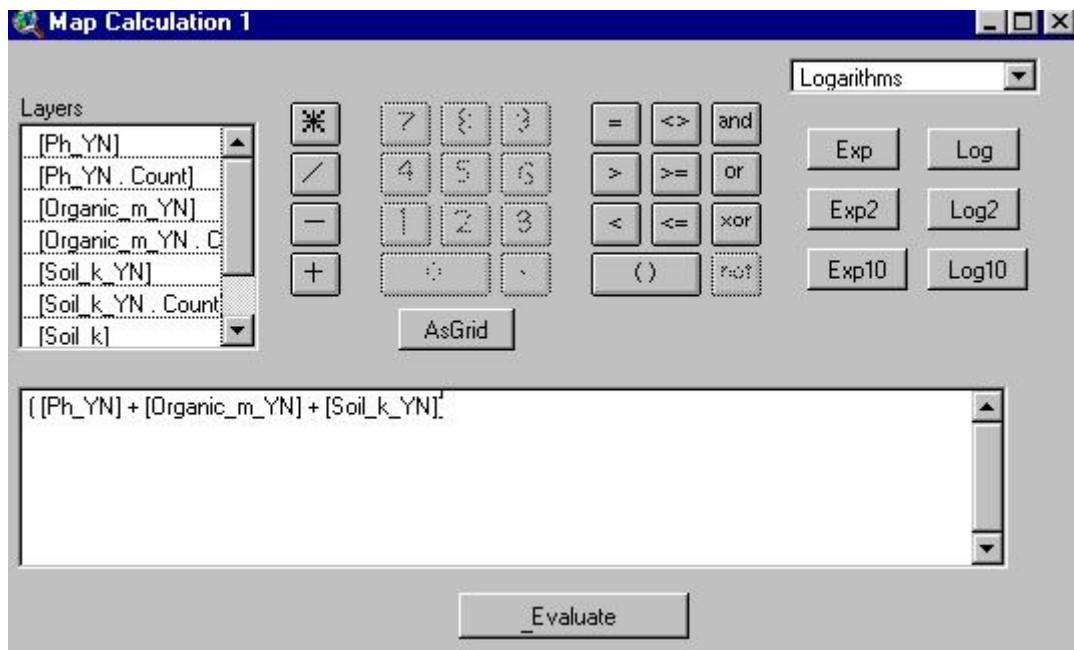 Map Calculation 1
Logarithms
Layers
[Ph_YN]
[Ph_YN . Count]
[Organic_m_YN]
[Organic_m_YN . C
[Soil_k_YN]
[Soil_k_YN . Count
[Soil_k]
* 7 8 9 = <> and
/ 4 5 6 > >= or
- 1 2 3 < <= xor
+ 0 . ( ) not
Exp Log
Exp2 Log2
Exp10 Log10
AsGrid
( [Ph_YN] + [Organic_m_YN] + [Soil_k_YN]
Evaluate